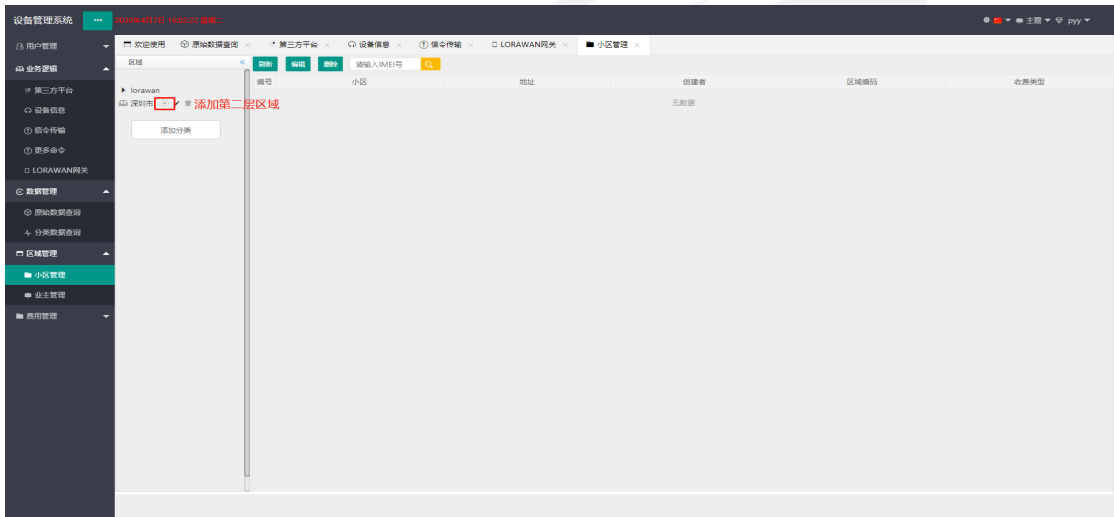 设备管理系统 ... 2020年4月7日 16:02:22 星期二 主题 pyy
用户管理 欢迎使用 原始数据查询 第三方平台 设备信息 信令传输 LORAWAN网关 小区管理
业务逻辑 区域 刷新 编辑 删除 请输入IMEI号
编号 小区 地址 创建者 区域编码 收费类型
第三方平台 lorawan
深圳市 添加第二层区域 无数据
设备信息
信令传输 添加分类
更多命令
LORAWAN网关
数据管理
原始数据查询
分类数据查询
区域管理
小区管理
业主管理
费用管理